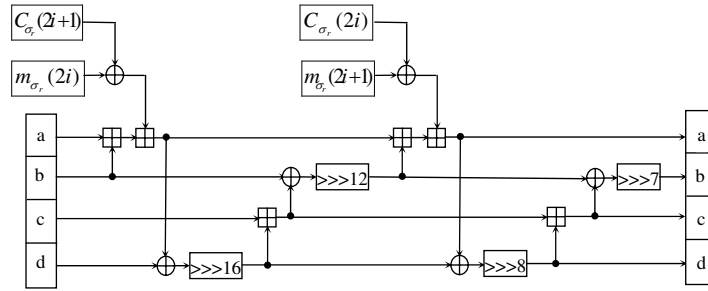 C_{σ_r}(2i+1) C_{σ_r}(2i)
m_{σ_r}(2i) m_{σ_r}(2i+1)
a a
b >>>12 >>>7 b
c c
d >>>16 >>>8 d